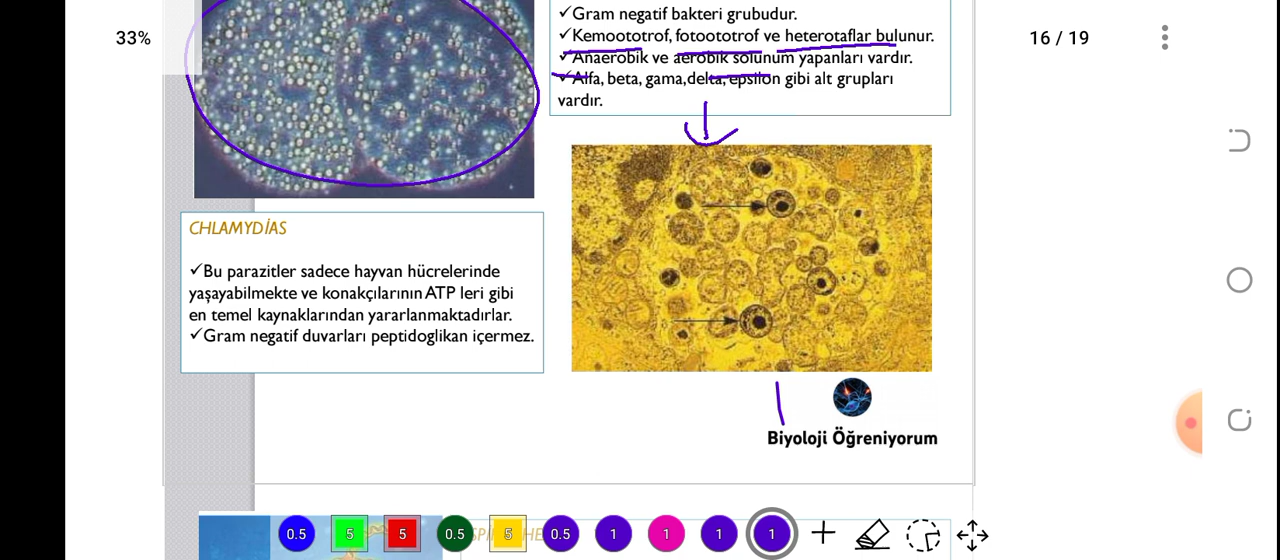 ✓Gram negatif bakteri grubudur.
33%
✓Kemoototrof, fotoototrof ve heterotaflar bulunur.
16 / 19
✓Anaerobik ve aerobik solunum yapanları vardır.
✓Alfa, beta, gama,delta, epsilon gibi alt grupları
vardır.
CHLAMYDİAS
✓Bu parazitler sadece hayvan hücrelerinde
yaşayabilmekte ve konakçılarının ATP leri gibi
en temel kaynaklarından yararlanmaktadırlar.
✓Gram negatif duvarları peptidoglikan içermez.
Biyoloji Öğreniyorum
0.5 5 5 0.5 5 0.5 1 1 1 1